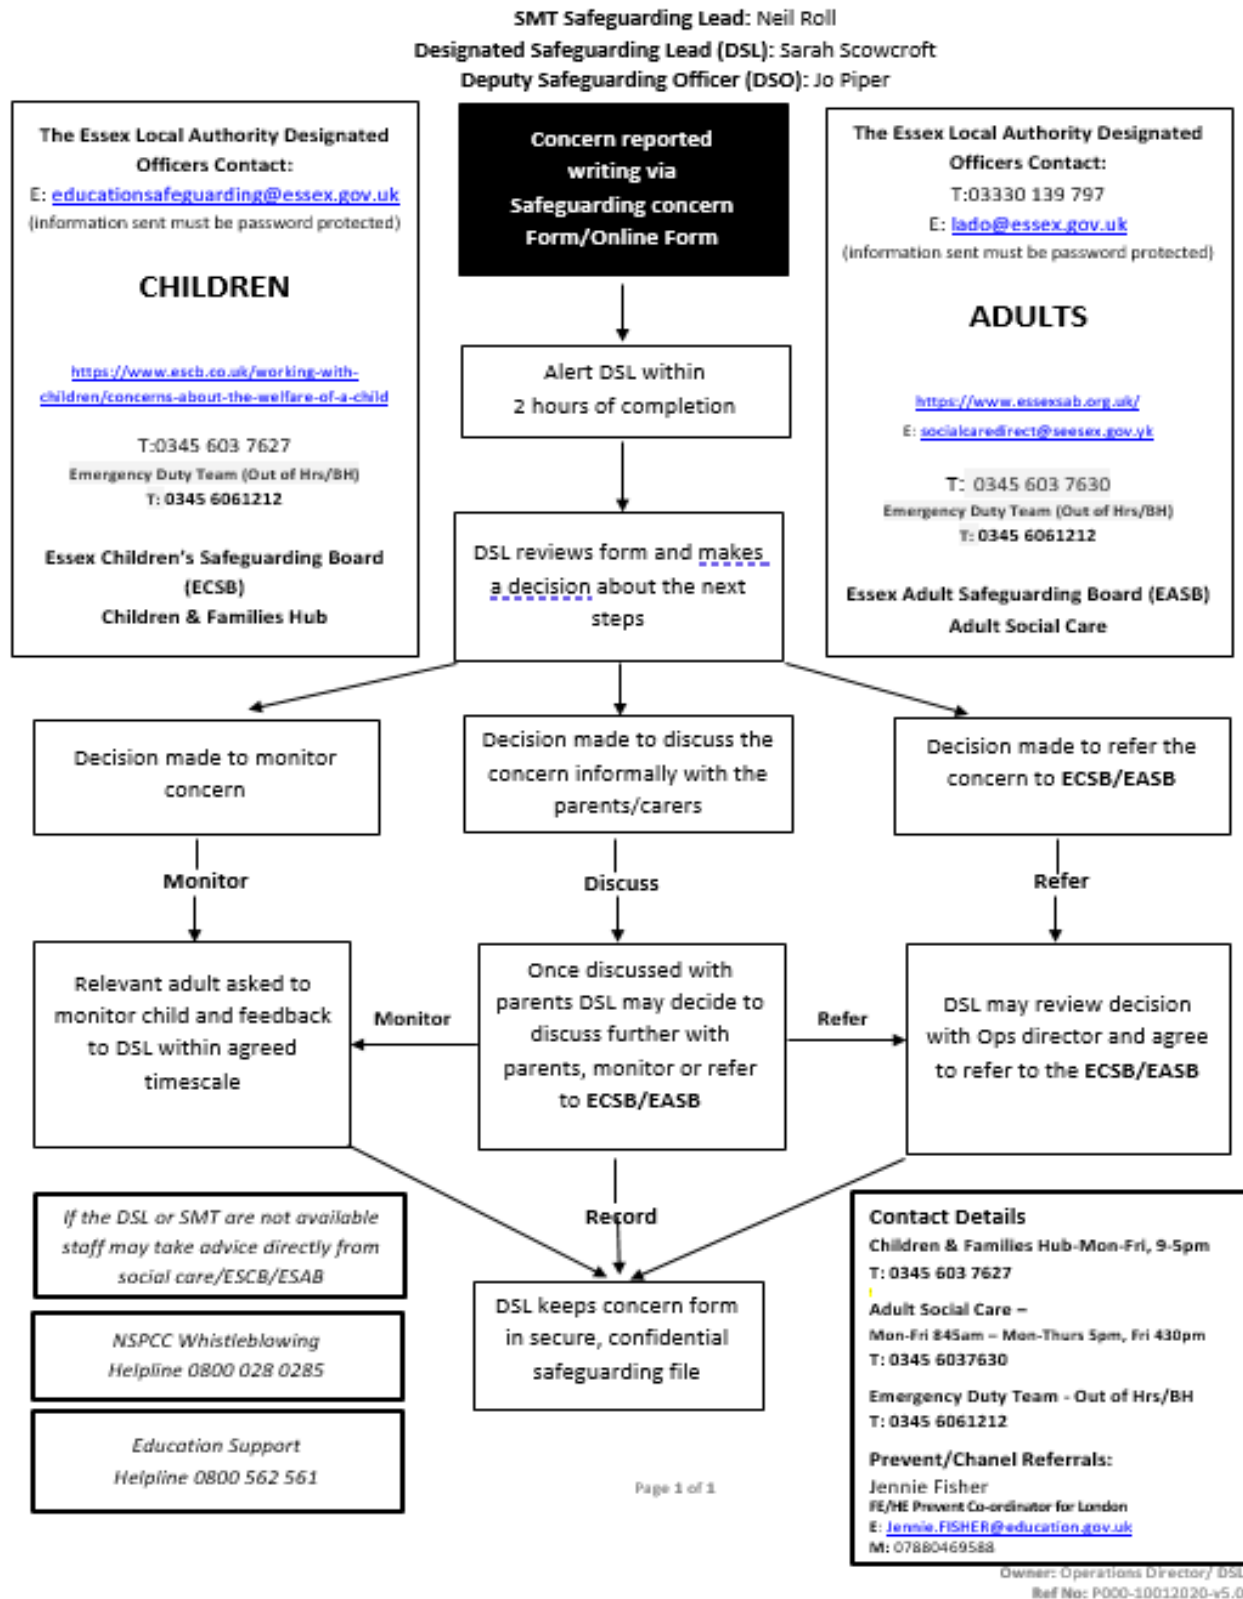 SMT Safeguarding Lead: Neil Roll
Designated Safeguarding Lead (DSL): Sarah Scowcroft
Deputy Safeguarding Officer (DSO): Jo Piper
The Essex Local Authority Designated
Officers Contact:
E: educationsafeguarding@essex.gov.uk
(information sent must be password protected)
CHILDREN
https://www.escb.co.uk/working-with-
children/concerns-about-the-welfare-of-a-child
T:0345 603 7627
Emergency Duty Team (Out of Hrs/BH)
T: 0345 6061212
Essex Children's Safeguarding Board
(ECSB)
Children & Families Hub
Concern reported
writing via
Safeguarding concern
Form/Online Form
The Essex Local Authority Designated
Officers Contact:
T:03330 139 797
E: lado@essex.gov.uk
(information sent must be password protected)
ADULTS
https://www.essexsab.org.uk/
E: socialcaredirect@seesex.gov.yk
T: 0345 603 7630
Emergency Duty Team (Out of Hrs/BH)
T: 0345 6061212
Essex Adult Safeguarding Board (EASB)
Adult Social Care
Alert DSL within
2 hours of completion
DSL reviews form and makes
a decision about the next
steps
Decision made to monitor
concern
Decision made to discuss the
concern informally with the
parents/carers
Decision made to refer the
concern to ECSB/EASB
Monitor
Discuss
Refer
Relevant adult asked to
monitor child and feedback
to DSL within agreed
timescale
Monitor
Once discussed with
parents DSL may decide to
discuss further with
parents, monitor or refer
to ECSB/EASB
Refer
DSL may review decision
with Ops director and agree
to refer to the ECSB/EASB
Record
DSL keeps concern form
in secure, confidential
safeguarding file
If the DSL or SMT are not available
staff may take advice directly from
social care/ESCB/ESAB
NSPCC Whistleblowing
Helpline 0800 028 0285
Education Support
Helpline 0800 562 561
Contact Details
Children & Families Hub-Mon-Fri, 9-5pm
T: 0345 603 7627
Adult Social Care –
Mon-Fri 845am – Mon-Thurs 5pm, Fri 430pm
T: 0345 6037630
Emergency Duty Team - Out of Hrs/BH
T: 0345 6061212
Prevent/Chanel Referrals:
Jennie Fisher
FE/HE Prevent Co-ordinator for London
E: Jennie.FISHER@education.gov.uk
M: 07880469588
Page 1 of 1
Owner: Operations Director/ DSL
Ref No: P000-10012020-v5.0